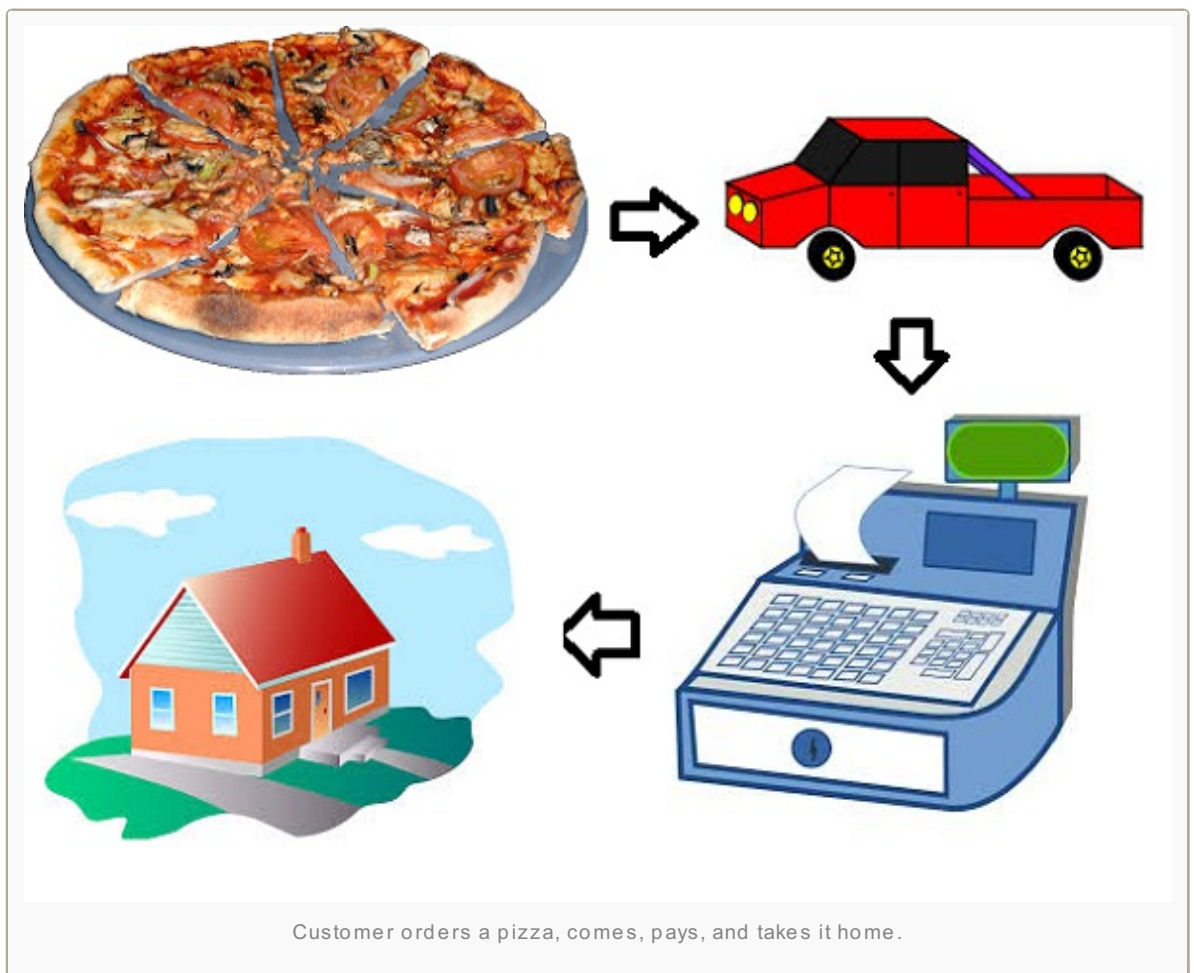 Customer orders a pizza, comes, pays, and takes it home.